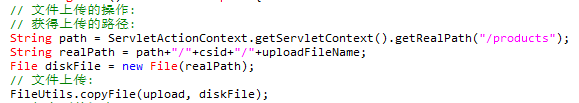 // 文件上传的操作:
// 获得上传的路径:
String path = ServletActionContext.getServletContext().getRealPath("/products");
String realPath = path+"/"+csid+"/"+uploadFileName;
File diskFile = new File(realPath);
// 文件上传:
FileUtils.copyFile(upload, diskFile);